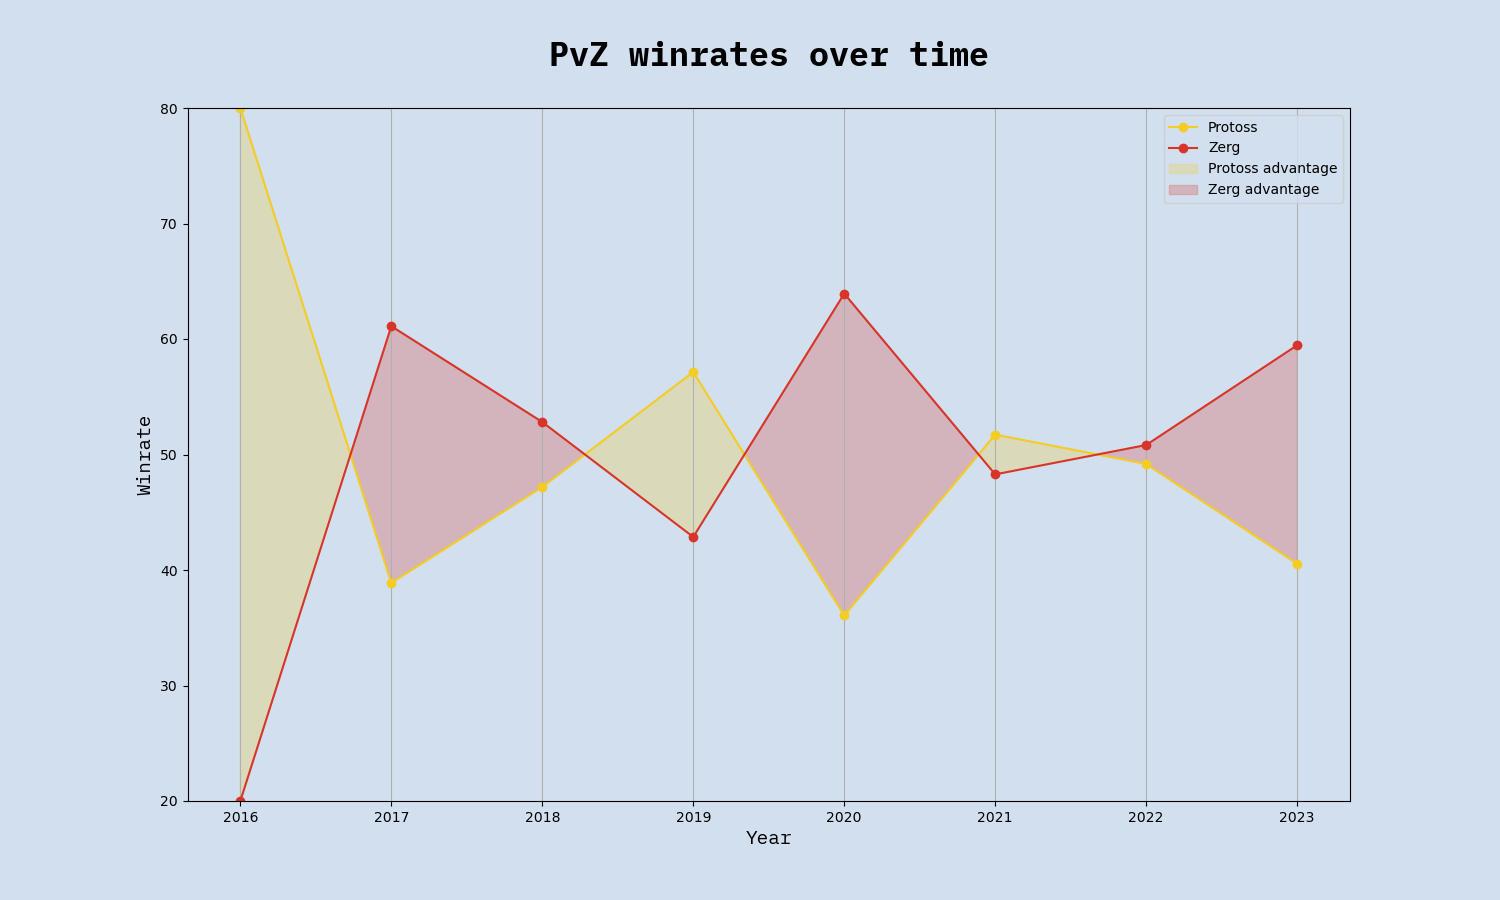 PvZ winrates over time
80
70
60
50
40
30
20
Winrate
Protoss
Zerg
Protoss advantage
Zerg advantage
2016 2017 2018 2019 2020 2021 2022 2023
Year